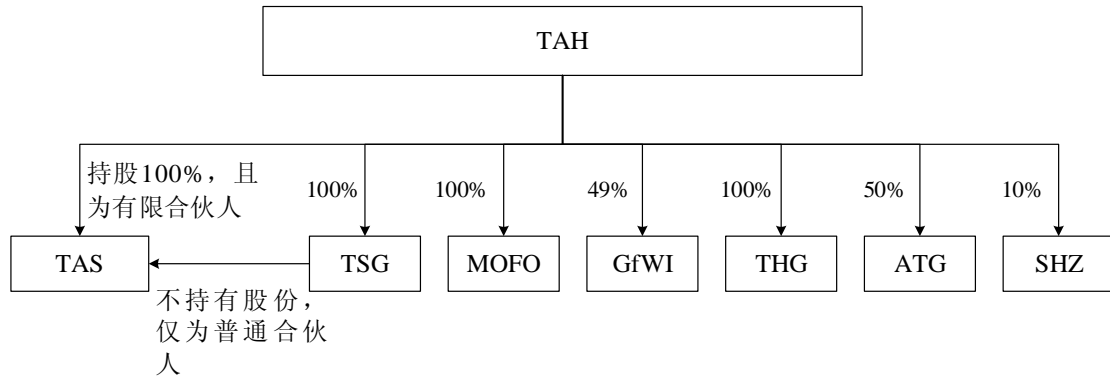 TAH
持股100%，且
为有限合伙人
100%
100%
49%
100%
50%
10%
TAS
TSG
MOFO
GfWI
THG
ATG
SHZ
不持有股份，
仅为普通合伙
人